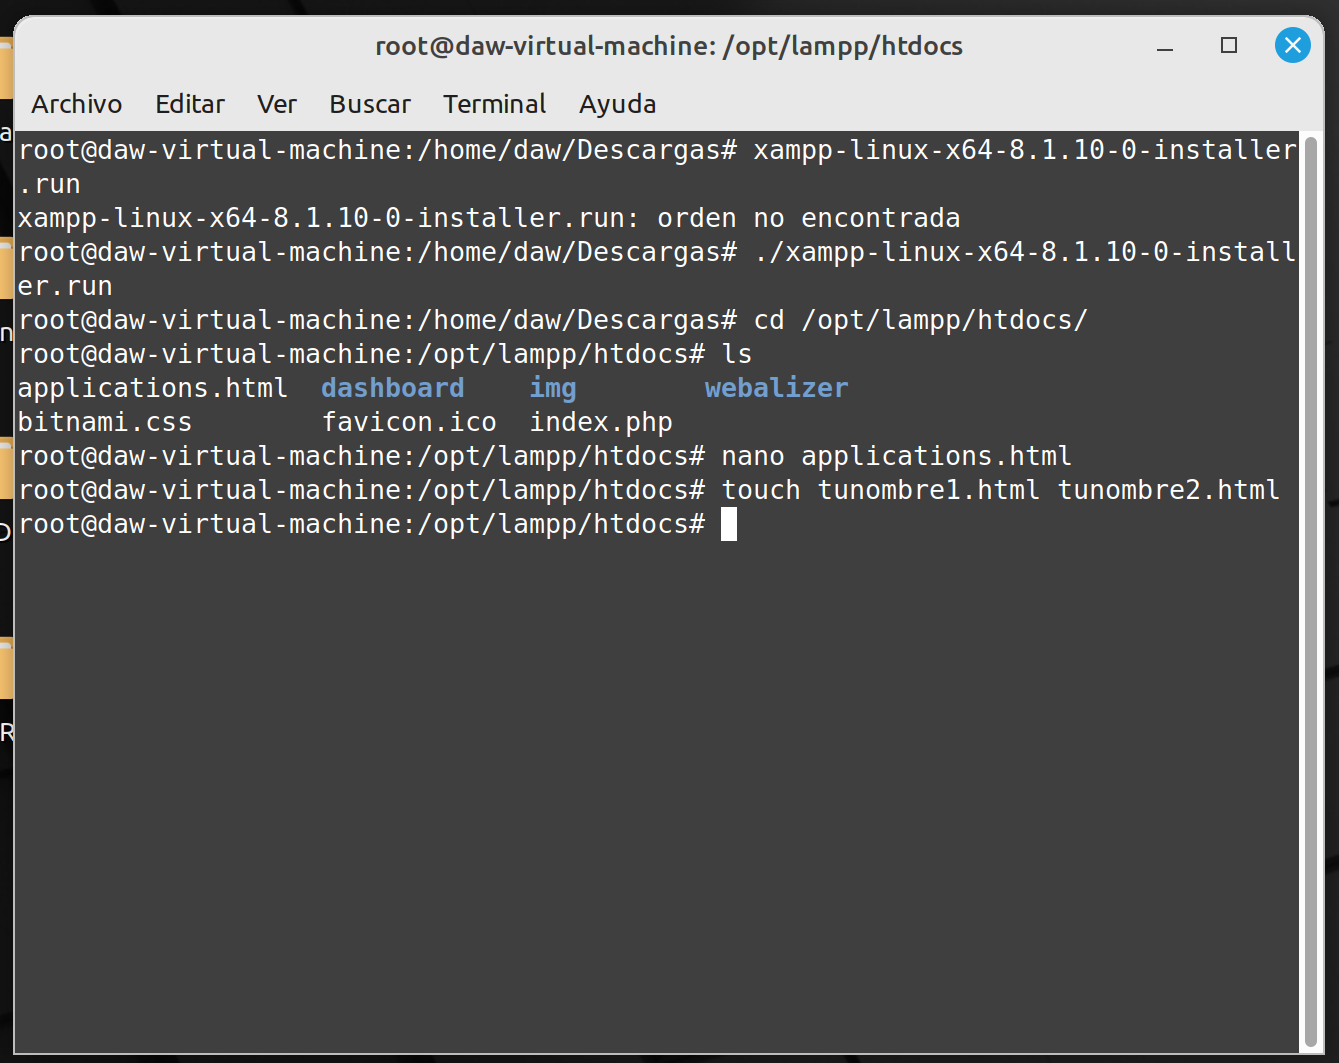 root@daw-virtual-machine: /opt/lampp/htdocs
Archivo Editar Ver Buscar Terminal Ayuda
root@daw-virtual-machine:/home/daw/Descargas# xampp-linux-x64-8.1.10-0-installer
.run
xampp-linux-x64-8.1.10-0-installer.run: orden no encontrada
root@daw-virtual-machine:/home/daw/Descargas# ./xampp-linux-x64-8.1.10-0-install
er.run
root@daw-virtual-machine:/home/daw/Descargas# cd /opt/lampp/htdocs/
root@daw-virtual-machine:/opt/lampp/htdocs# ls
applications.html  dashboard    img        webalizer
bitnami.css        favicon.ico  index.php
root@daw-virtual-machine:/opt/lampp/htdocs# nano applications.html
root@daw-virtual-machine:/opt/lampp/htdocs# touch tunombre1.html tunombre2.html
root@daw-virtual-machine:/opt/lampp/htdocs#